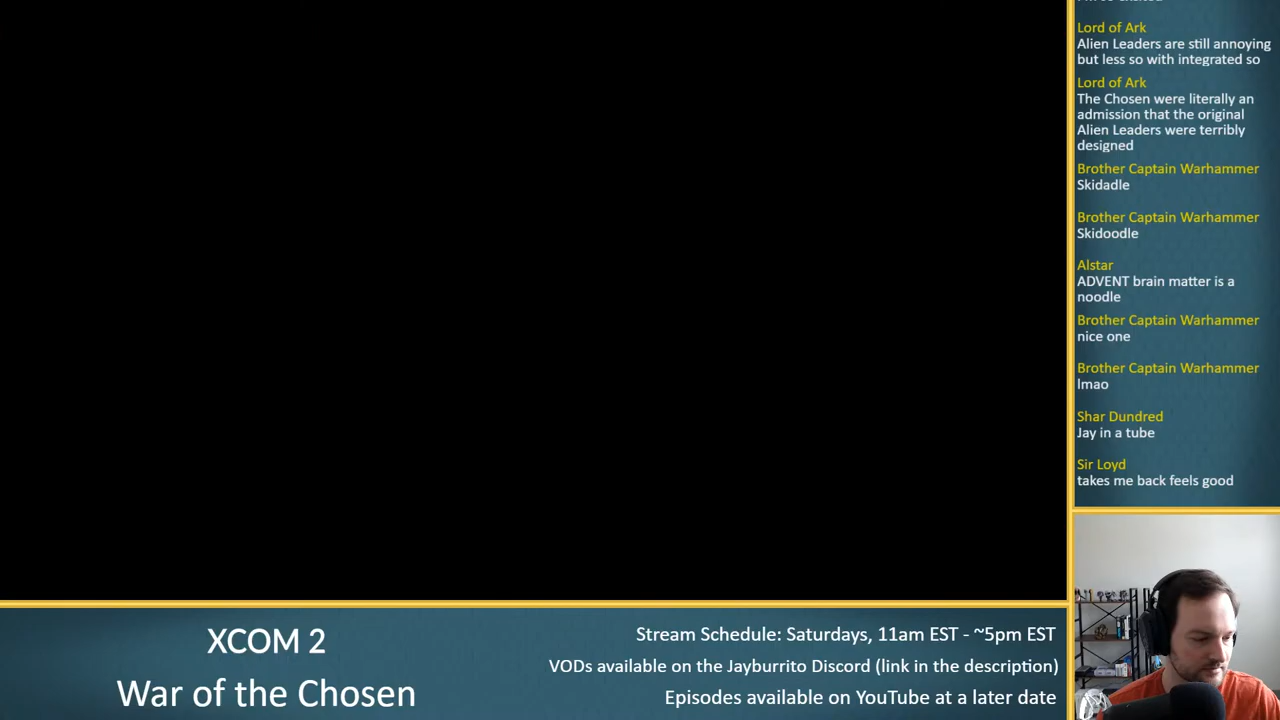 Lord of Ark
Alien Leaders are still annoying
but less so with integrated so
Lord of Ark
The Chosen were literally an
admission that the original
Alien Leaders were terribly
designed
Brother Captain Warhammer
Skidadle
Brother Captain Warhammer
Skidoodle
Alstar
ADVENT brain matter is a
noodle
Brother Captain Warhammer
nice one
Brother Captain Warhammer
lmao
Shar Dundred
Jay in a tube
Sir Loyd
takes me back feels good
XCOM 2
War of the Chosen
Stream Schedule: Saturdays, 11am EST - ~5pm EST
VODs available on the Jayburrito Discord (link in the description)
Episodes available on YouTube at a later date